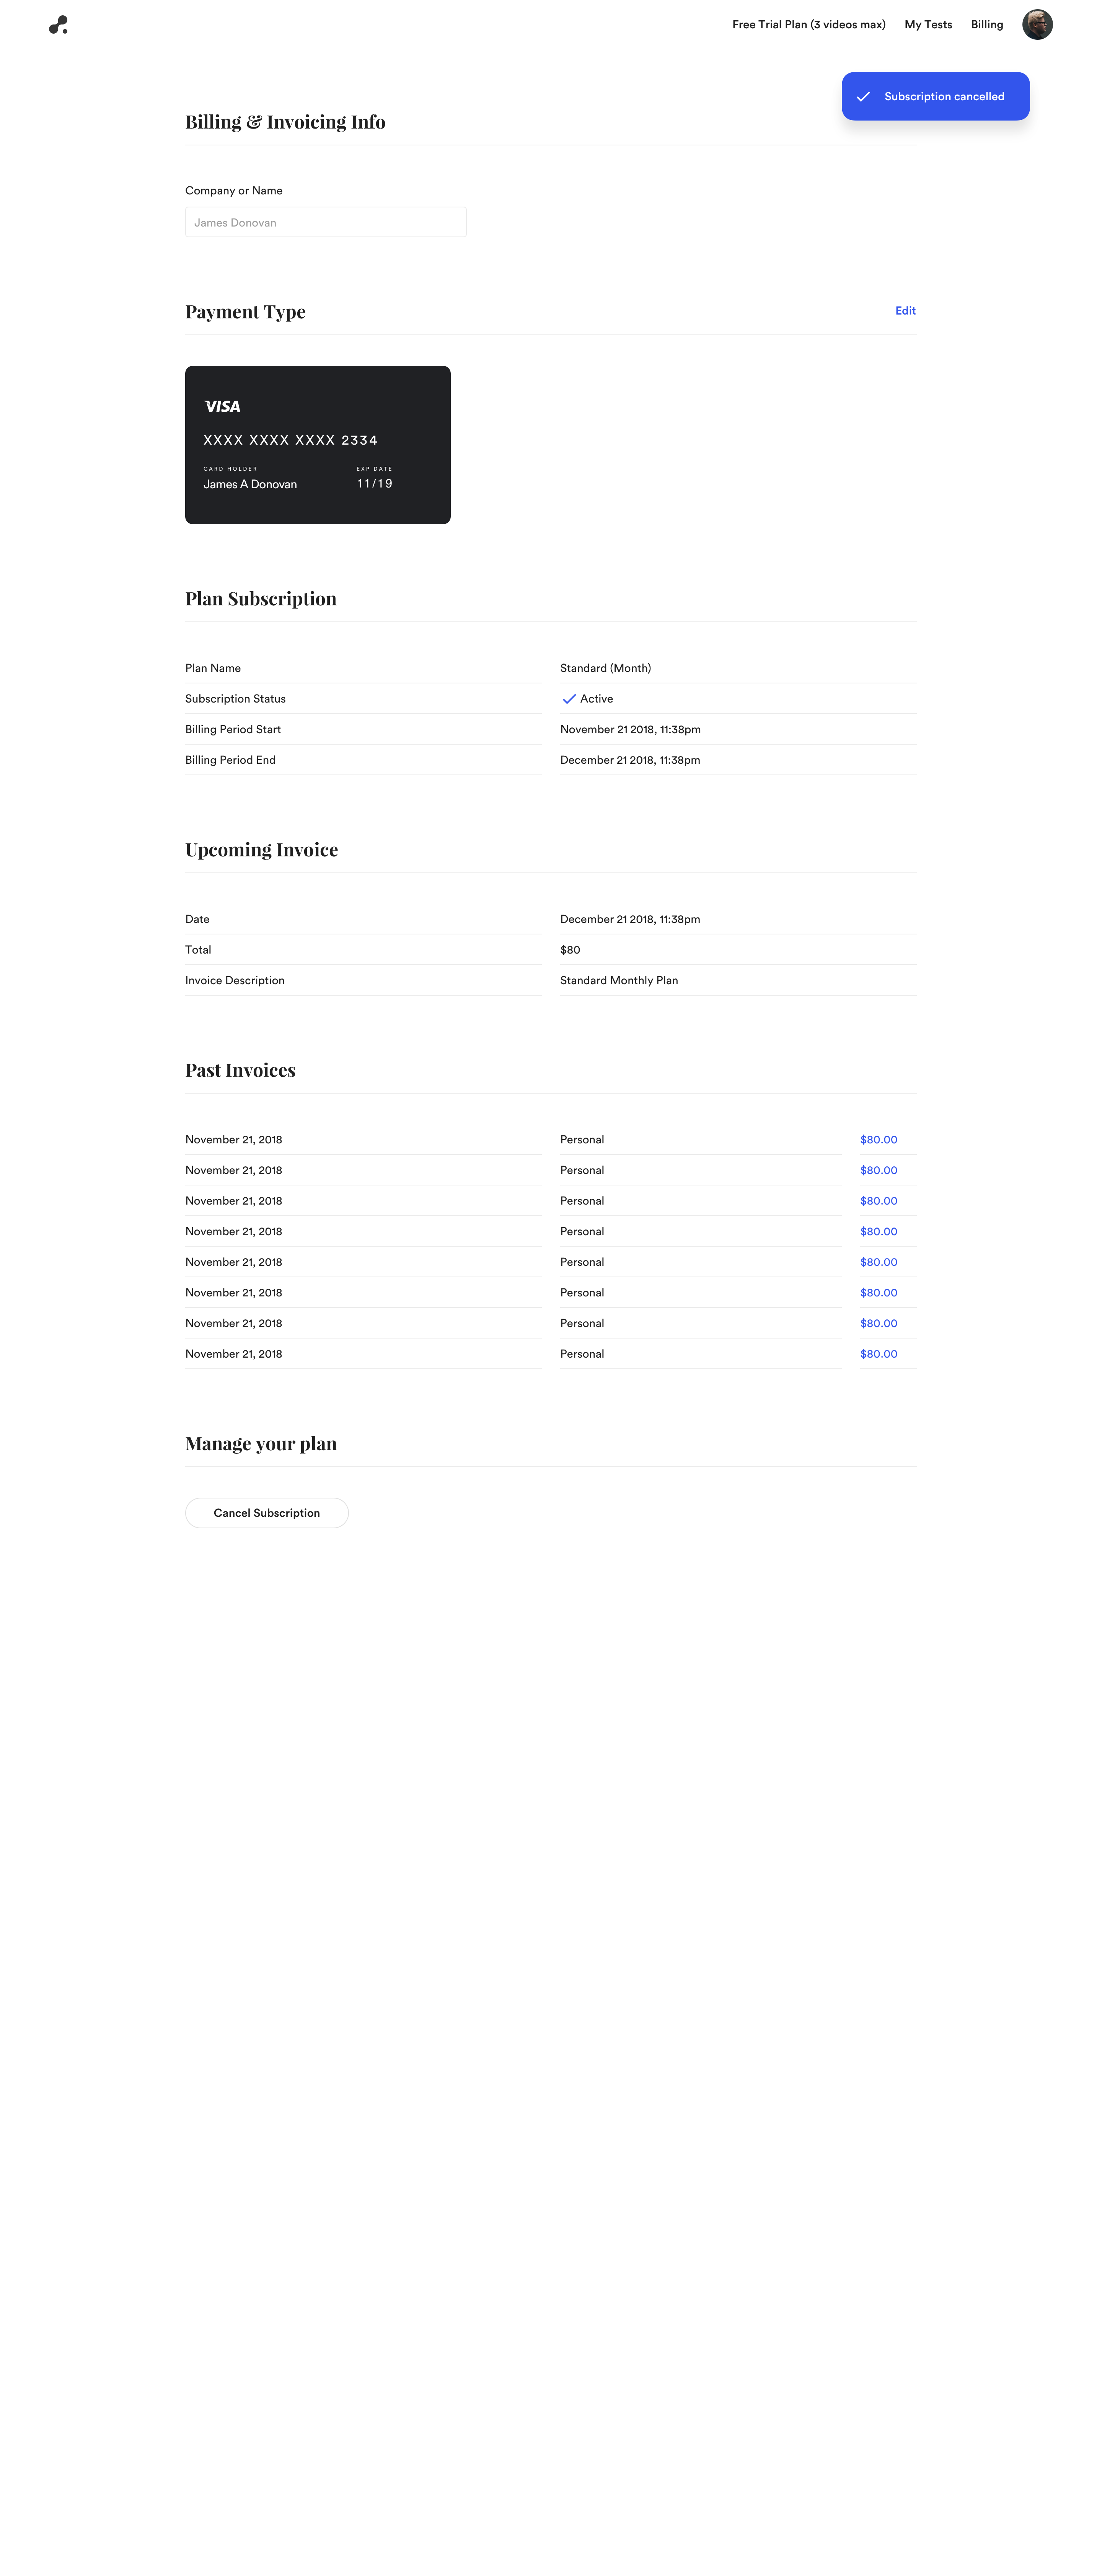 Free Trial Plan (3 videos max) My Tests Billing
Subscription cancelled
Billing & Invoicing Info
Company or Name
James Donovan
Payment Type Edit
VISA
XXXX XXXX XXXX 2334
CARD HOLDER EXP DATE
James A Donovan 11/19
Plan Subscription
Plan Name Standard (Month)
Subscription Status Active
Billing Period Start November 21 2018, 11:38pm
Billing Period End December 21 2018, 11:38pm
Upcoming Invoice
Date December 21 2018, 11:38pm
Total $80
Invoice Description Standard Monthly Plan
Past Invoices
November 21, 2018 Personal $80.00
November 21, 2018 Personal $80.00
November 21, 2018 Personal $80.00
November 21, 2018 Personal $80.00
November 21, 2018 Personal $80.00
November 21, 2018 Personal $80.00
November 21, 2018 Personal $80.00
November 21, 2018 Personal $80.00
Manage your plan
Cancel Subscription